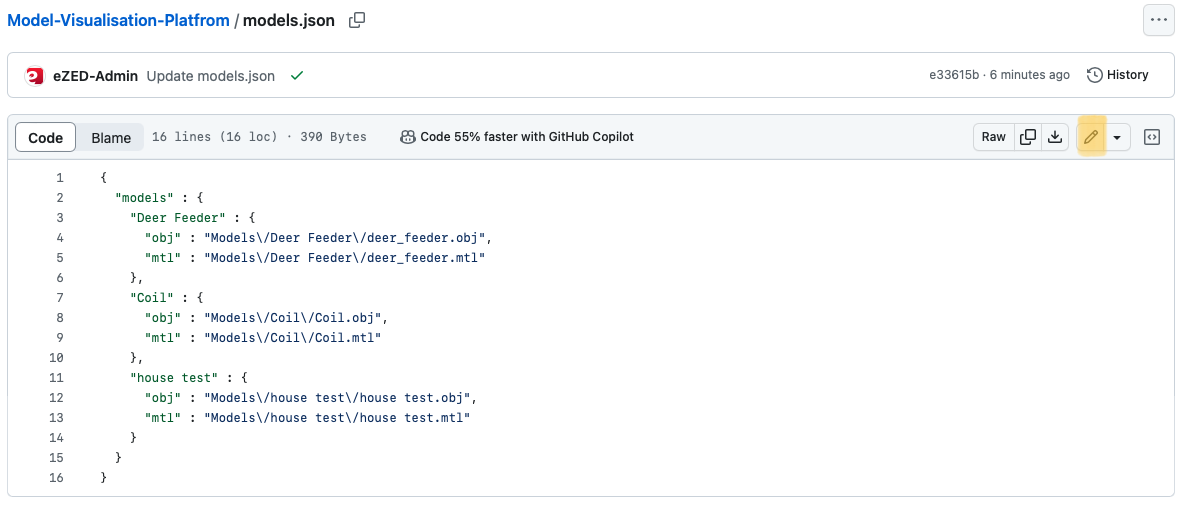 Model-Visualisation-Platfrom / models.json
eZED-Admin Update models.json e33615b · 6 minutes ago History
Code Blame 16 lines (16 loc) · 390 Bytes Code 55% faster with GitHub Copilot Raw
1 {
2   "models" : {
3     "Deer Feeder" : {
4       "obj" : "Models\/Deer Feeder\/deer_feeder.obj",
5       "mtl" : "Models\/Deer Feeder\/deer_feeder.mtl"
6     },
7     "Coil" : {
8       "obj" : "Models\/Coil\/Coil.obj",
9       "mtl" : "Models\/Coil\/Coil.mtl"
10     },
11     "house test" : {
12       "obj" : "Models\/house test\/house test.obj",
13       "mtl" : "Models\/house test\/house test.mtl"
14     }
15   }
16 }